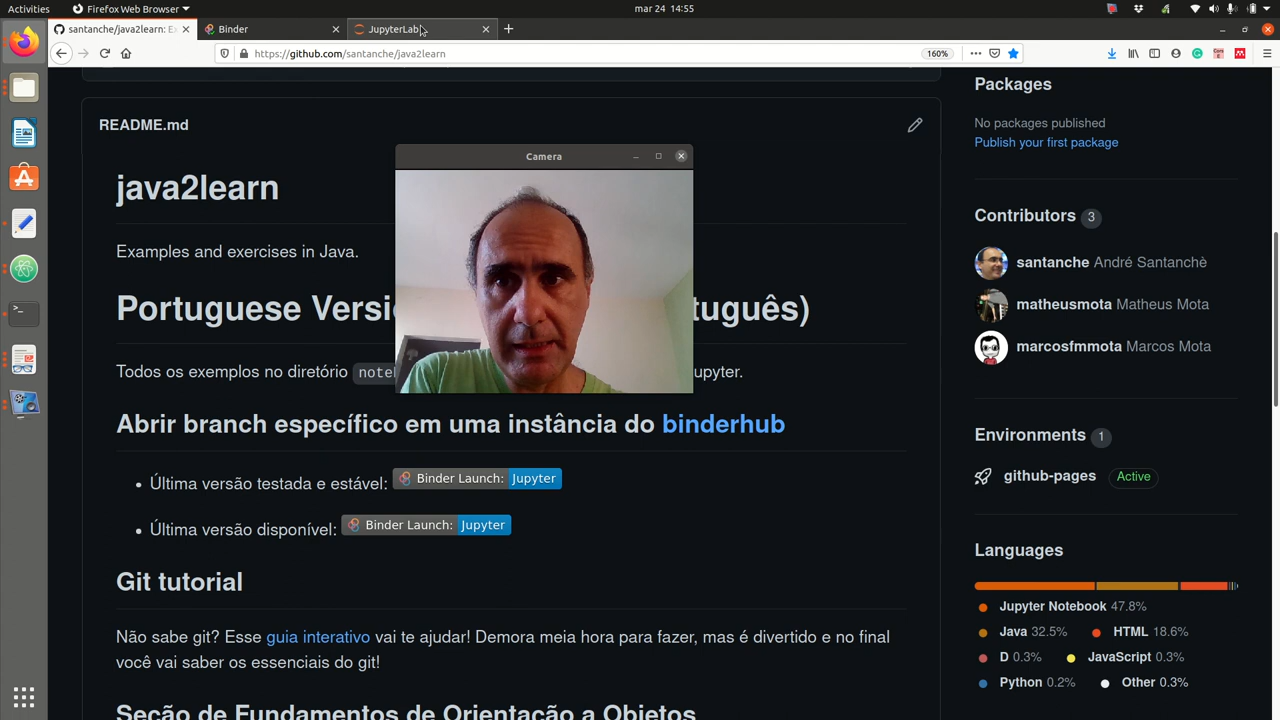 Activities
Firefox Web Browser
mar 24 14:55
santanche/java2learn: Ex
Binder
JupyterLab
https://github.com/santanche/java2learn
160%
README.md
Camera
java2learn
Examples and exercises in Java.
Portuguese Versi
tuguês)
Todos os exemplos no diretório
upyter.
Abrir branch específico em uma instância do binderhub
Última versão testada e estável: Binder Launch: Jupyter
Última versão disponível: Binder Launch: Jupyter
Git tutorial
Não sabe git? Esse guia interativo vai te ajudar! Demora meia hora para fazer, mas é divertido e no final
você vai saber os essenciais do git!
Seção de Fundamentos de Orientação a Objetos
Packages
No packages published
Publish your first package
Contributors 3
santanche André Santanchè
matheusmota Matheus Mota
marcosfmmota Marcos Mota
Environments 1
github-pages Active
Languages
Jupyter Notebook 47.8%
Java 32.5% HTML 18.6%
D 0.3% JavaScript 0.3%
Python 0.2% Other 0.3%